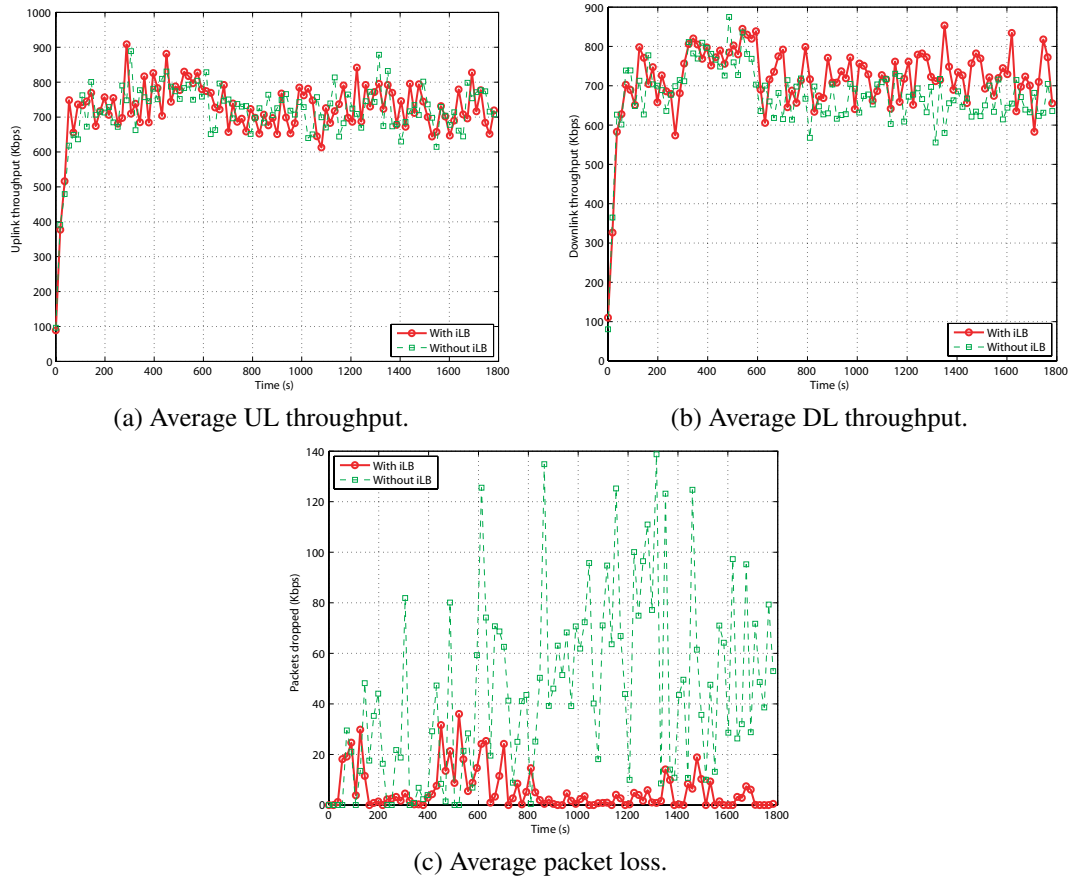 1000
900
800
700
600
500
400
300
200
100
0
Uplink throughput (Kbps)
With iLB
Without iLB
0 200 400 600 800 1000 1200 1400 1600 1800
Time (s)
(a) Average UL throughput.
900
800
700
600
500
400
300
200
100
0
Downlink throughput (Kbps)
With iLB
Without iLB
0 200 400 600 800 1000 1200 1400 1600 1800
Time (s)
(b) Average DL throughput.
140
120
100
80
60
40
20
0
Packets dropped (Kbps)
With iLB
Without iLB
0 200 400 600 800 1000 1200 1400 1600 1800
Time (s)
(c) Average packet loss.